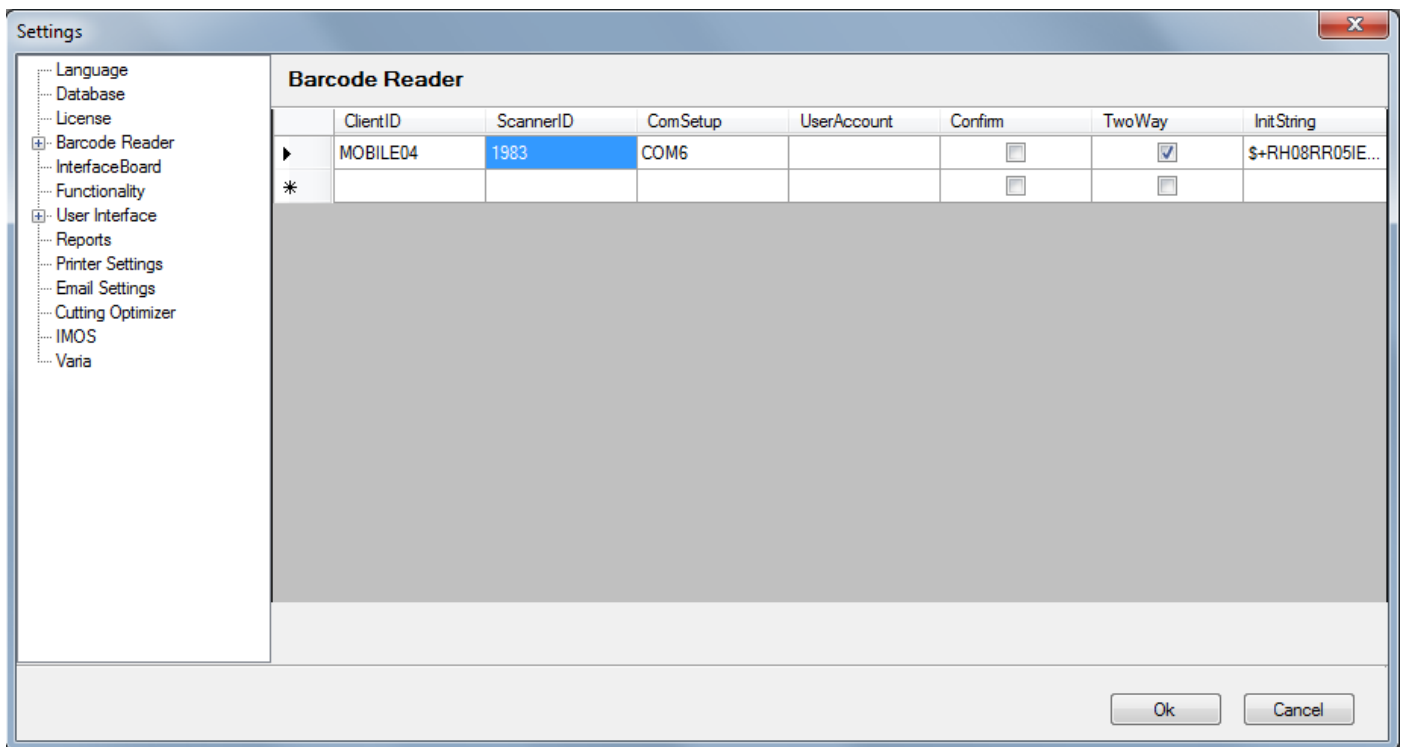 Settings
Language
Database
License
Barcode Reader
InterfaceBoard
Functionality
User Interface
Reports
Printer Settings
Email Settings
Cutting Optimizer
IMOS
Varia
Barcode Reader
ClientID ScannerID ComSetup UserAccount Confirm TwoWay InitString
MOBILE04 1983 COM6 $+RH08RR05IE...
Ok Cancel